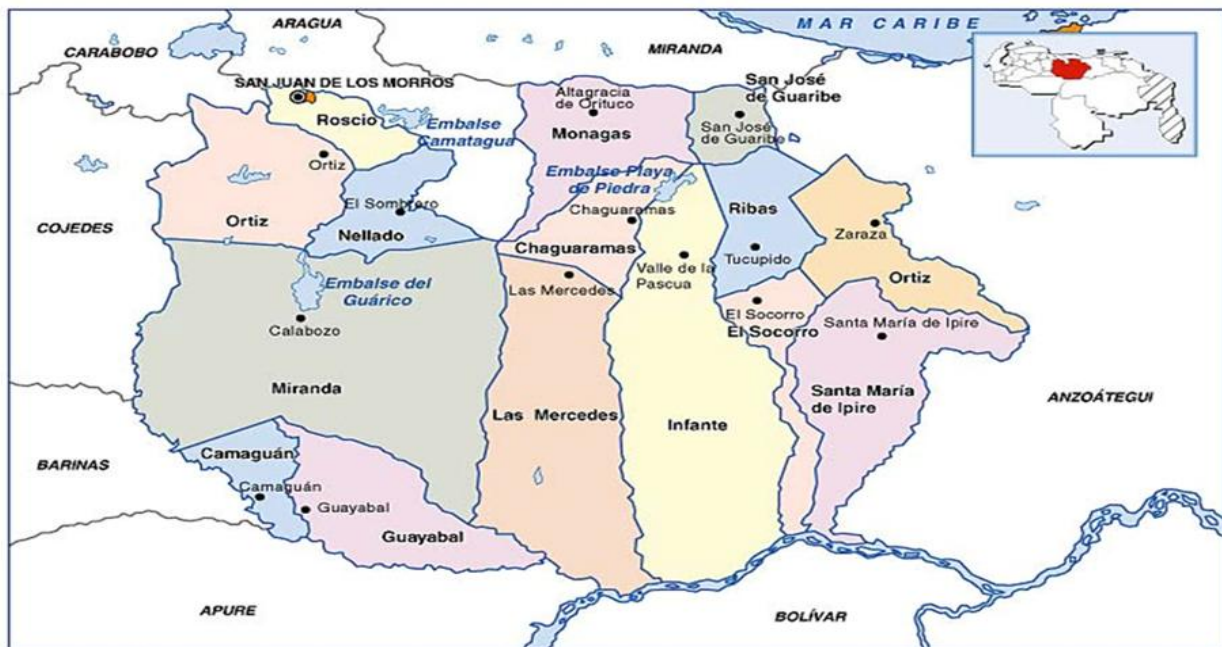 ARAGUA
MAR CARIBE
CARABOBO
MIRANDA
SAN JUAN DE LOS MORROS
San José
de Guaribe
Altagracia
de Orituco
Roscio
Embalse
Camatagua
Monagas
San José
de Guaribe
Ortiz
Embalse Playa
de Piedra
El Sombrero
Chaguaramas
Ribas
COJEDES
Ortiz
Nellado
Zaraza
Chaguaramas
Valle de la
Pascua
Tucupido
Ortiz
Embalse del
Guárico
Las Mercedes
El Socorro
El Socorro
Calabozo
Santa María de Ipire
Miranda
Las Mercedes
Infante
Santa María
de Ipire
ANZOÁTEGUI
BARINAS
Camaguán
Camaguán
Guayabal
Guayabal
APURE
BOLÍVAR